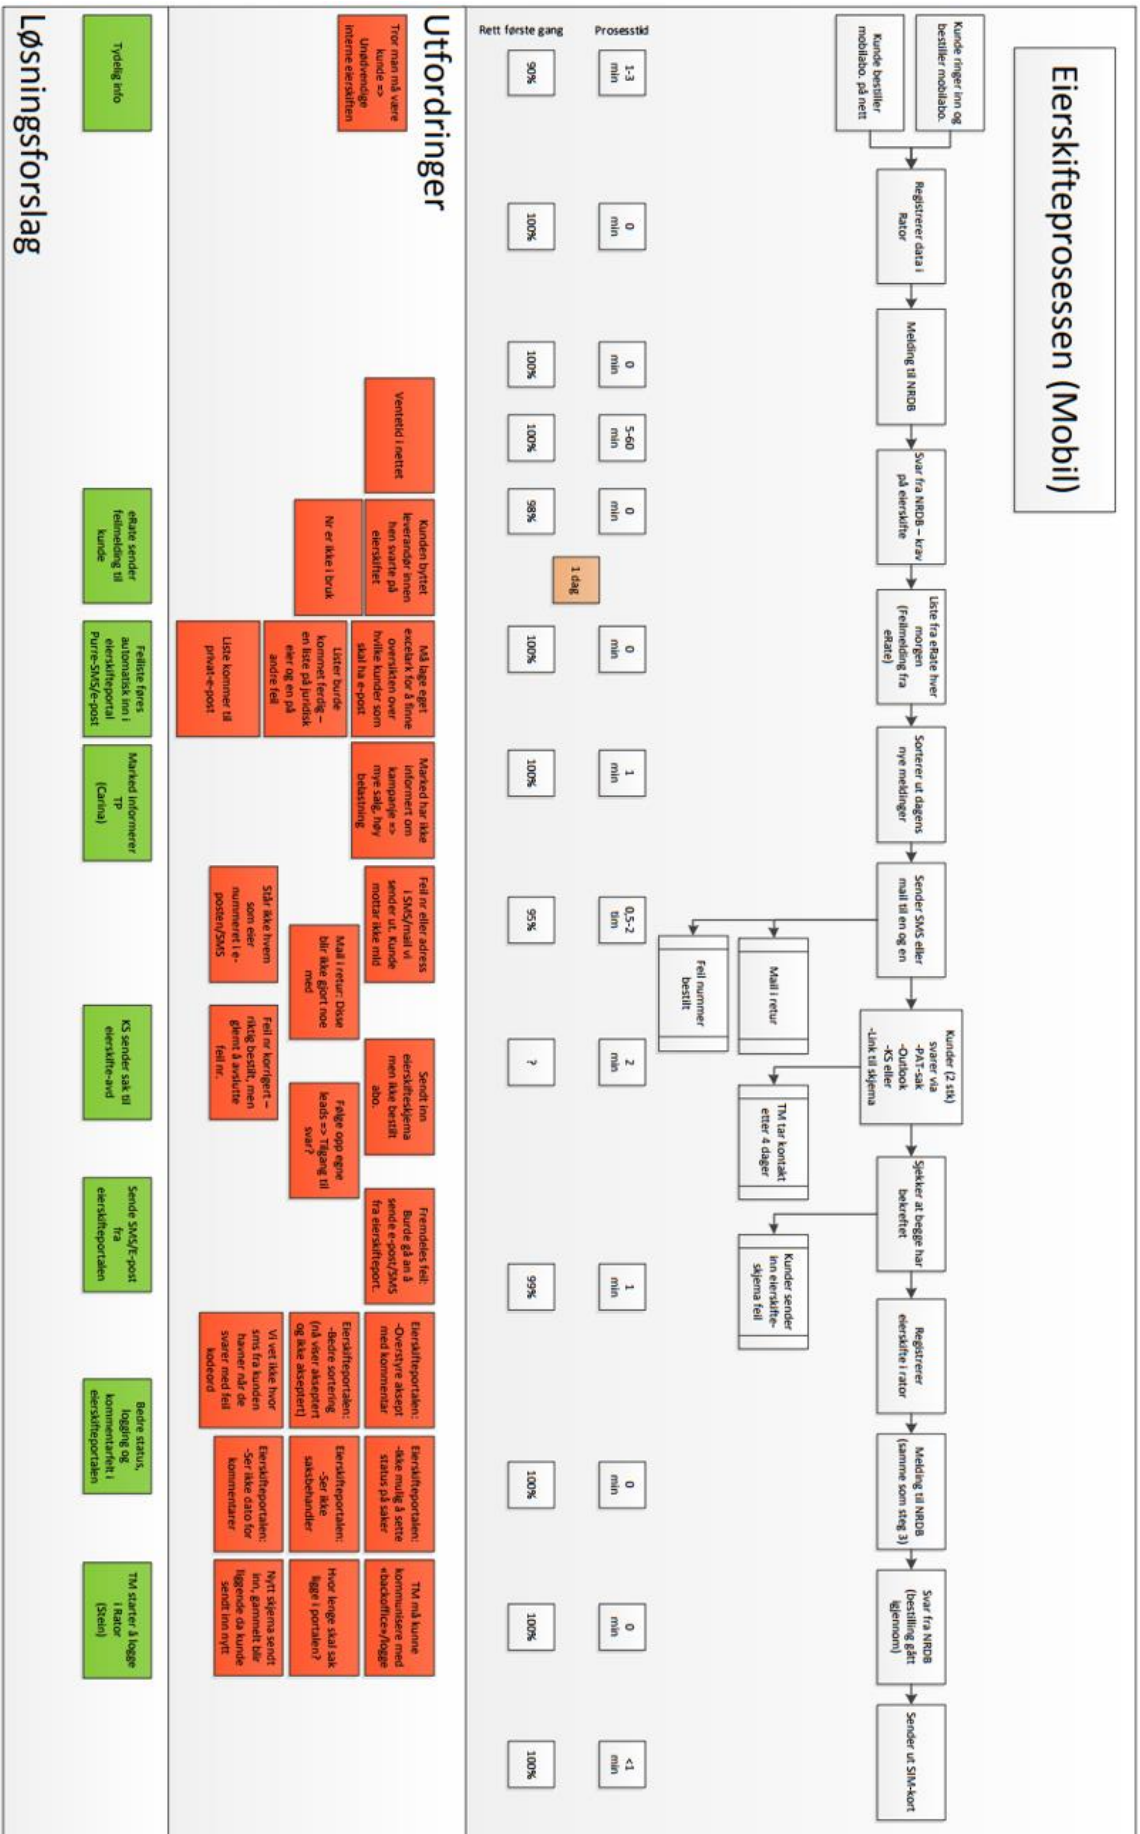 Eierskifteprosessen (Mobil)
Kunde ringer inn og
bestiller mobilabo.
Kunde bestiller
mobilabo. på nett
Registrerer data i
Rator
Melding til NRDB
Svar fra NRDB – krav
på eierskifte
Liste fra eRate hver
morgen
(Feilmelding fra
eRate)
Sorterer ut dagens
nye meldinger
Sender SMS eller
mail til en og en
Kunder (2 stk)
svarer via
-PAT-sak
-Outlook
-KS eller
-Link til skjema
Sjekker at begge har
bekreftet
Registrerer
eierskifte i rator
Melding til NRDB
(samme som steg 3)
Svar fra NRDB
(bestilling gått
igjennom)
Sender ut SIM-kort
Mail i retur
Feil nummer
bestilt
TM tar kontakt
etter 4 dager
Kunder sender
inn eierskifte-
skjema feil
Prosesstid
1-3
min
0
min
0
min
5-60
min
0
min
0
min
1
min
0,5-2
tim
2
min
1
min
0
min
0
min
<1
min
1 dag
Rett første gang
90%
100%
100%
100%
98%
100%
100%
95%
?
99%
100%
100%
100%
Utfordringer
Tror man må være
kunde =>
Unødvendige
interne eierskiften
Ventetid i nettet
Kunden byttet
leverandør innen
hen svarte på
eierskiftet
Nr er ikke i bruk
Må lage eget
excelark for å finne
oversikten over
hvilke kunder som
skal ha e-post
Lister burde
kommet ferdig –
en liste på juridisk
eier og en på
andre feil
Liste kommer til
privat-e-post
Marked har ikke
informert om
kampanje =>
mye salg, høy
belastning
Feil nr eller adress
i SMS/mail vi
sender ut. Kunde
mottar ikke mld
Mail i retur: Disse
blir ikke gjort noe
med
Står ikke hvem
som eier
nummeret i e-
posten/SMS
Sendt inn
eierskifteskjema
men ikke bestilt
abo.
Følge opp egne
leads => Tilgang til
svar?
Feil nr korrigert –
riktig bestilt, men
glemt å avslutte
feil nr.
Fremdeles feil:
Burde gå an å
sende e-post/SMS
fra eierskifteport.
Eierskifteportalen:
-Overstyre aksept
med kommentar
Eierskifteportalen:
-Bedre sortering
(nå viser akseptert
og ikke akseptert)
Vi vet ikke hvor
sms fra kunden
havner når de
svarer med feil
kodeord
Eierskifteportalen:
-Ikke mulig å sette
status på saker
Eierskifteportalen:
-Ser ikke
saksbehandler
Eierskifteportalen:
-Ser ikke dato for
kommentarer
TM må kunne
kommunisere med
«backoffice»/logge
Hvor lenge skal sak
ligge i portalen?
Nytt skjema sendt
inn, gammelt blir
liggende da kunde
sendt inn nytt
Løsningsforslag
Tydelig info
eRate sender
feilmelding til
kunde
Feilliste føres
automatisk inn i
eierskifteportal
Purre-SMS/e-post
Marked informerer
TP
(Carina)
KS sender sak til
eierskifte-avd
Sende SMS/E-post
fra
eierskifteportalen
Bedre status,
logging og
kommentarfelt i
eierskifteportalen
TM starter å logge
i Rator
(Stein)